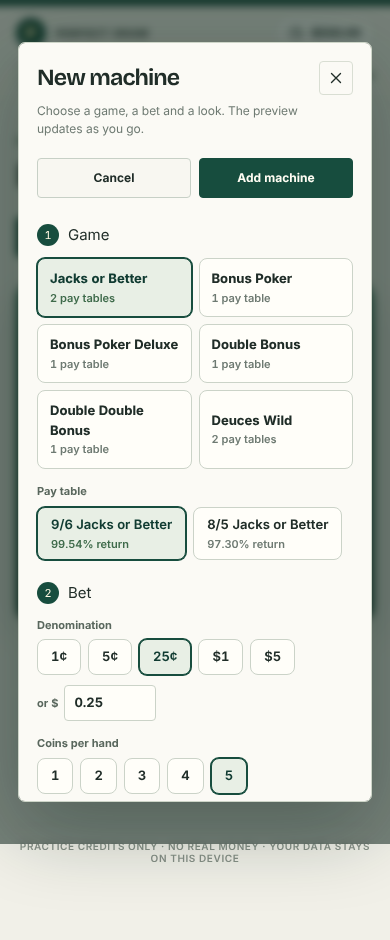 New machine
Choose a game, a bet and a look. The preview
updates as you go.
Cancel
Add machine
1 Game
Jacks or Better
2 pay tables
Bonus Poker
1 pay table
Bonus Poker Deluxe
1 pay table
Double Bonus
1 pay table
Double Double
Bonus
1 pay table
Deuces Wild
2 pay tables
Pay table
9/6 Jacks or Better
99.54% return
8/5 Jacks or Better
97.30% return
2 Bet
Denomination
1¢
5¢
25¢
$1
$5
or $ 0.25
Coins per hand
1
2
3
4
5
PRACTICE CREDITS ONLY · NO REAL MONEY · YOUR DATA STAYS
ON THIS DEVICE